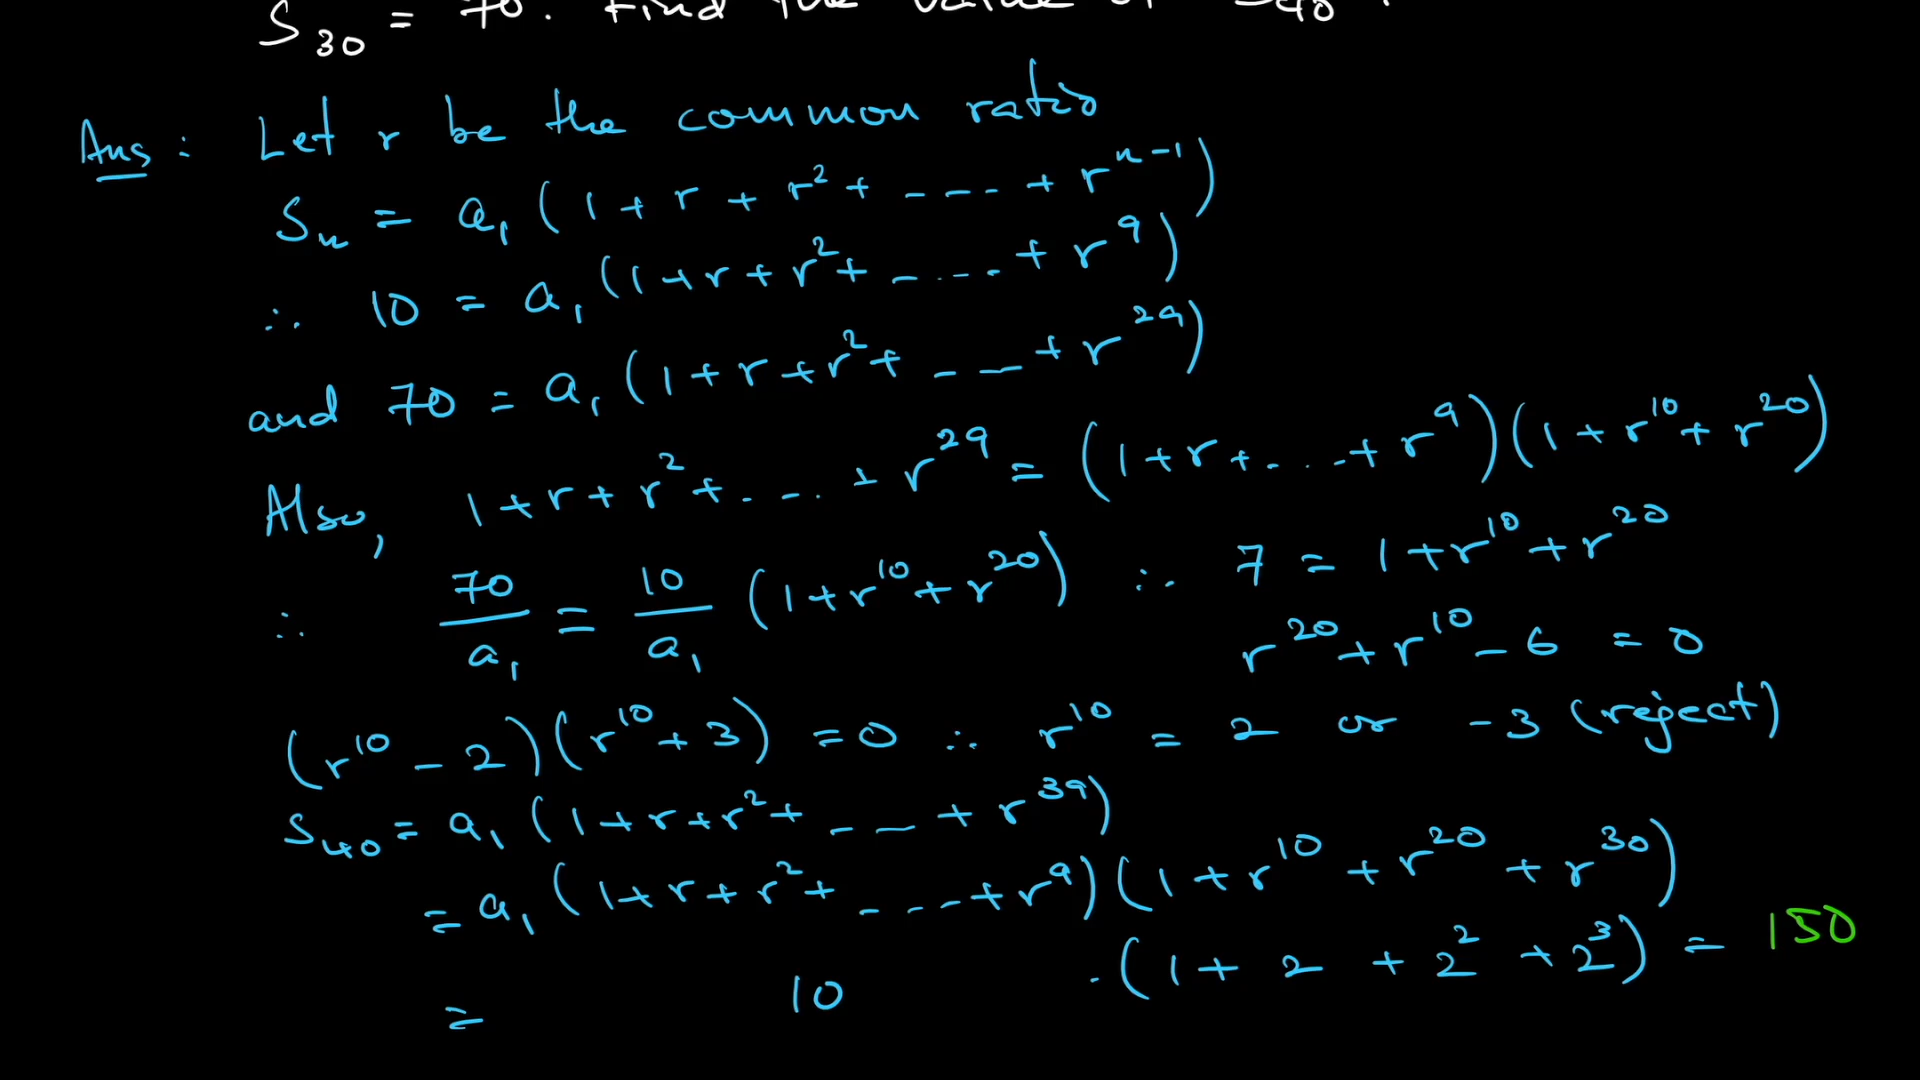 S₃₀ = 70. Find the value of S₄₀ .
Ans : Let r be the common ratio
Sₙ = a₁ (1 + r + r² + - - - - + rⁿ⁻¹)
∴ 10 = a₁ (1 + r + r² + - . - - . + r⁹)
and 70 = a₁ (1 + r + r² + - - - + r²⁹)
Also, 1 + r + r² + . - - . + r²⁹ = (1 + r + . . . - + r⁹)(1 + r¹⁰ + r²⁰)
∴ 70/a₁ = 10/a₁ (1 + r¹⁰ + r²⁰) ∴ 7 = 1 + r¹⁰ + r²⁰
r²⁰ + r¹⁰ - 6 = 0
(r¹⁰ - 2)(r¹⁰ + 3) = 0 ∴ r¹⁰ = 2 or -3 (reject)
S₄₀ = a₁ (1 + r + r² + - - - + r³⁹)
= a₁ (1 + r + r² + - - - - + r⁹)(1 + r¹⁰ + r²⁰ + r³⁰)
= 10 . (1 + 2 + 2² + 2³) = 150